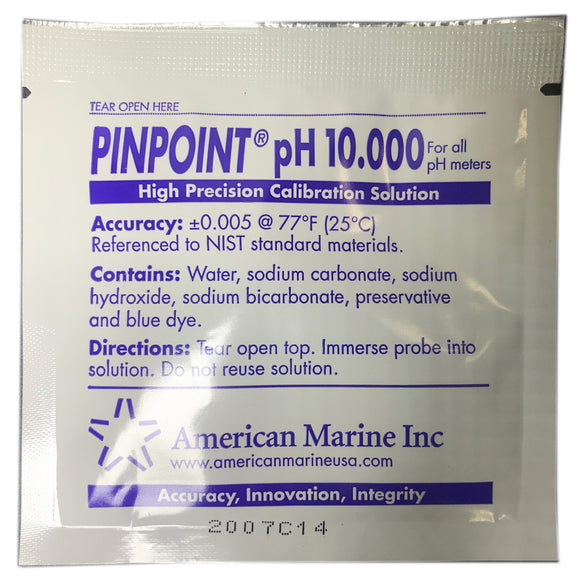 TEAR OPEN HERE
PINPOINT® pH 10.000 For all pH meters
High Precision Calibration Solution
Accuracy: ±0.005 @ 77°F (25°C)
Referenced to NIST standard materials.
Contains: Water, sodium carbonate, sodium
hydroxide, sodium bicarbonate, preservative
and blue dye.
Directions: Tear open top. Immerse probe into
solution. Do not reuse solution.
American Marine Inc
www.americanmarineusa.com
Accuracy, Innovation, Integrity
2007C14